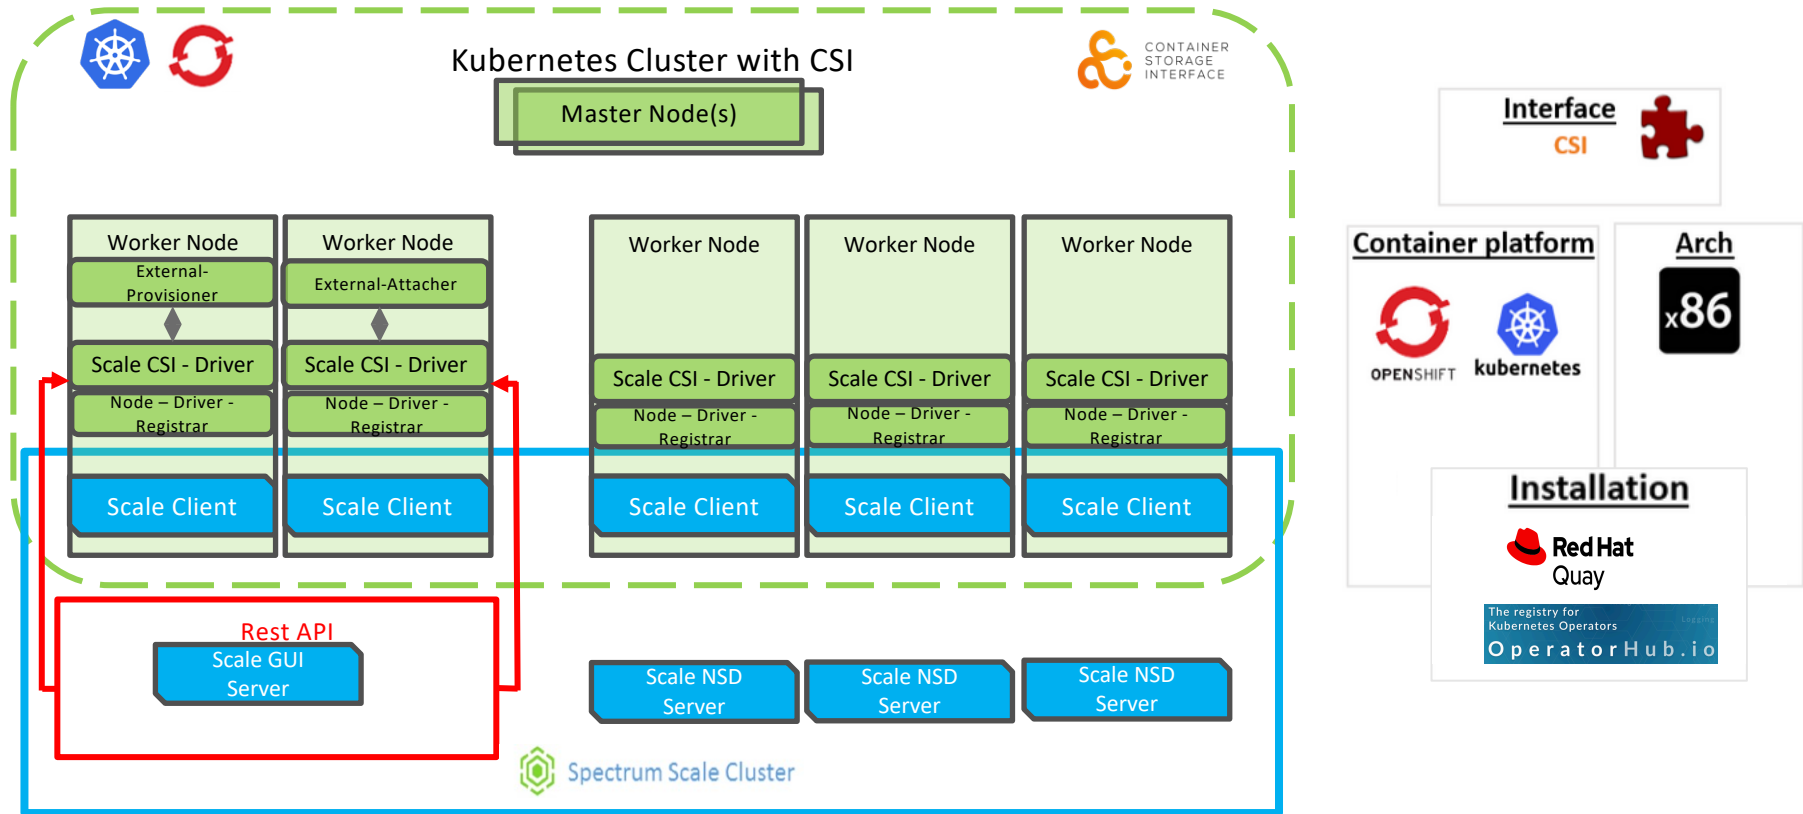 Kubernetes Cluster with CSI
CONTAINER
STORAGE
INTERFACE
Master Node(s)
Worker Node
External-
Provisioner
Scale CSI - Driver
Node – Driver -
Registrar
Scale Client
Worker Node
External-Attacher
Scale CSI - Driver
Node – Driver -
Registrar
Scale Client
Worker Node
Scale CSI - Driver
Node – Driver -
Registrar
Scale Client
Worker Node
Scale CSI - Driver
Node – Driver -
Registrar
Scale Client
Worker Node
Scale CSI - Driver
Node – Driver -
Registrar
Scale Client
Rest API
Scale GUI
Server
Scale NSD
Server
Scale NSD
Server
Scale NSD
Server
Spectrum Scale Cluster
Interface
CSI
Container platform
OPENSHIFT
kubernetes
Arch
x86
Installation
Red Hat
Quay
The registry for
Kubernetes Operators
Logging
OperatorHub.io